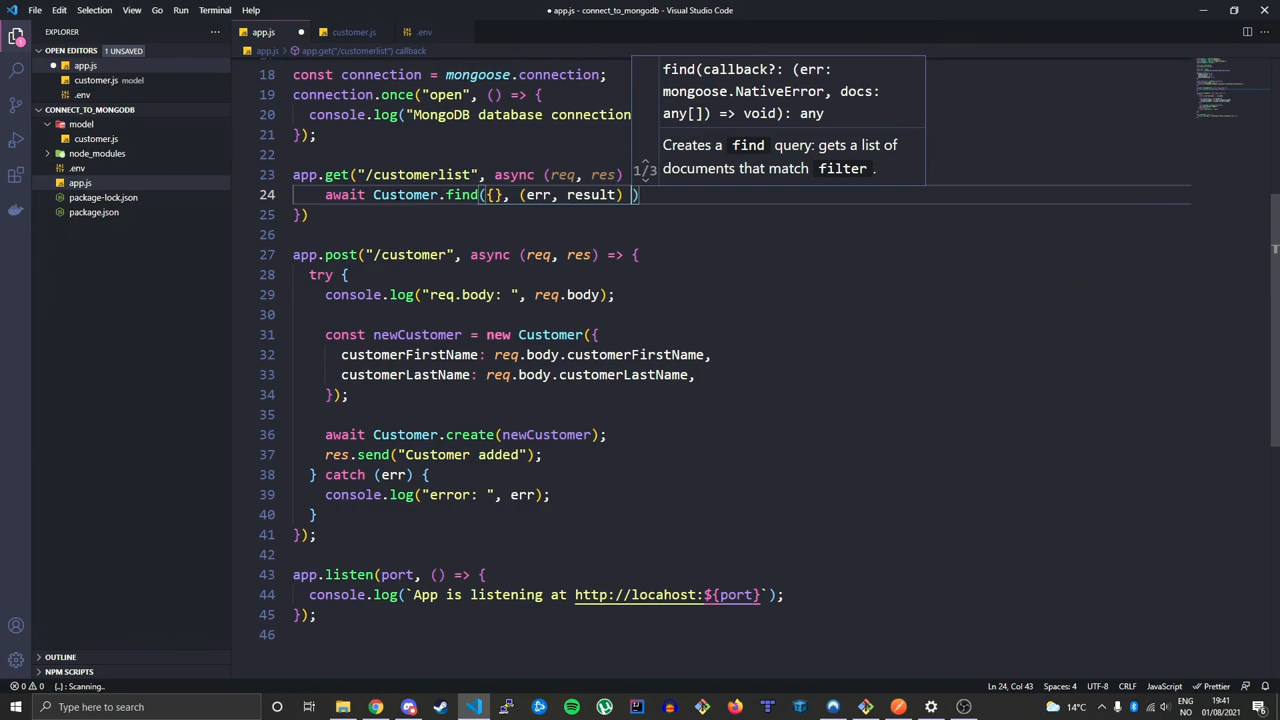 File Edit Selection View Go Run Terminal Help
● app.js - connect_to_mongodb - Visual Studio Code
EXPLORER
OPEN EDITORS 1 UNSAVED
app.js
customer.js model
.env
CONNECT_TO_MONGODB
model
customer.js
node_modules
.env
app.js
package-lock.json
package.json
OUTLINE
NPM SCRIPTS
app.js customer.js .env
app.js app.get("/customerlist") callback
18 const connection = mongoose.connection;
19 connection.once("open", () => {
20 console.log("MongoDB database connection
21 });
22
23 app.get("/customerlist", async (req, res)
24 await Customer.find({}, (err, result) )
25 })
26
27 app.post("/customer", async (req, res) => {
28 try {
29 console.log("req.body: ", req.body);
30
31 const newCustomer = new Customer({
32 customerFirstName: req.body.customerFirstName,
33 customerLastName: req.body.customerLastName,
34 });
35
36 await Customer.create(newCustomer);
37 res.send("Customer added");
38 } catch (err) {
39 console.log("error: ", err);
40 }
41 });
42
43 app.listen(port, () => {
44 console.log(`App is listening at http://locahost:${port}`);
45 });
46
1/3
find(callback?: (err:
mongoose.NativeError, docs:
any[]) => void): any
Creates a find query: gets a list of
documents that match filter.
0 0 {..} : Scanning..
Ln 24, Col 43 Spaces: 4 UTF-8 CRLF JavaScript Prettier
Type here to search
14°C
ENG
NO
19:41
01/08/2021